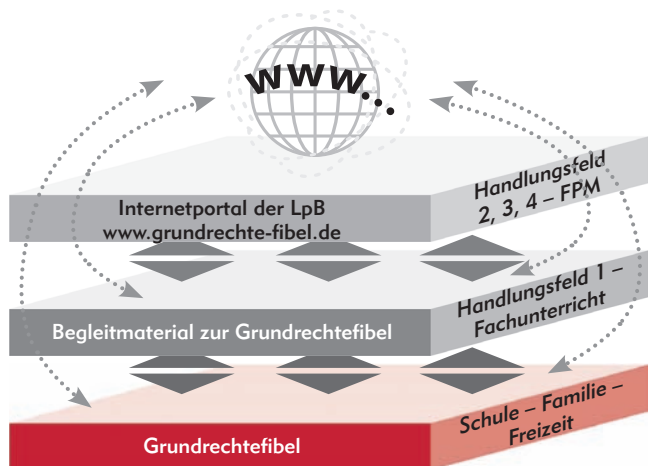 www...
Internetportal der LpB
www.grundrechte-fibel.de
Handlungsfeld
2, 3, 4 – FPM
Begleitmaterial zur Grundrechtefibel
Handlungsfeld 1 –
Fachunterricht
Grundrechtefibel
Schule – Familie –
Freizeit